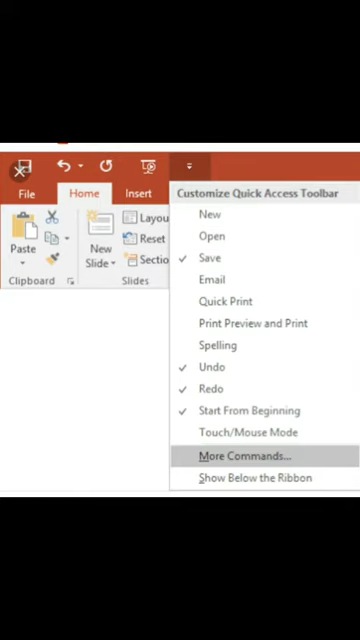 File Home Insert
Customize Quick Access Toolbar
New
Open
Save
Email
Quick Print
Print Preview and Print
Spelling
Undo
Redo
Start From Beginning
Touch/Mouse Mode
More Commands...
Show Below the Ribbon
Paste
Clipboard
New
Slide
Layou
Reset
Sectio
Slides